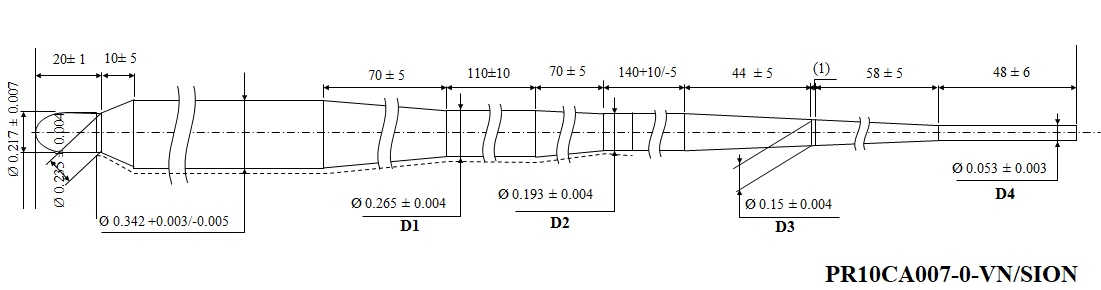 20± 1
10± 5
70 ± 5
110±10
70 ± 5
140+10/-5
44 ± 5
(1)
58 ± 5
48 ± 6
Ø 0.217 ± 0.007
Ø 0.235 ± 0.004
Ø 0.342 +0.003/-0.005
Ø 0.265 ± 0.004
D1
Ø 0.193 ± 0.004
D2
Ø 0.15 ± 0.004
D3
Ø 0.053 ± 0.003
D4
PR10CA007-0-VN/SION